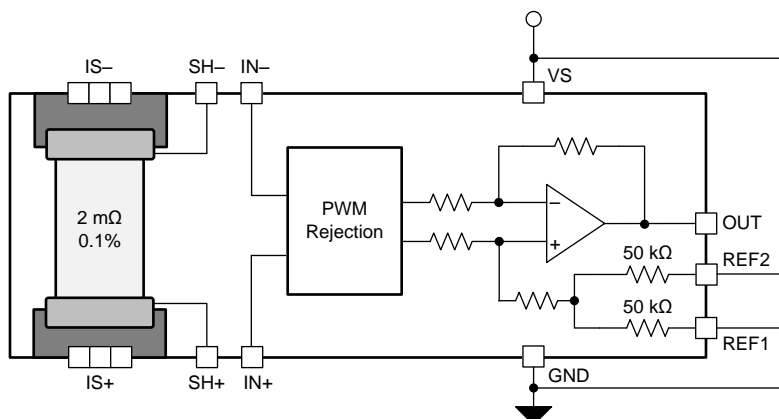 IS–
SH–
IN–
VS
2 mΩ
0.1%
PWM
Rejection
–
+
OUT
50 kΩ
REF2
50 kΩ
REF1
IS+
SH+
IN+
GND